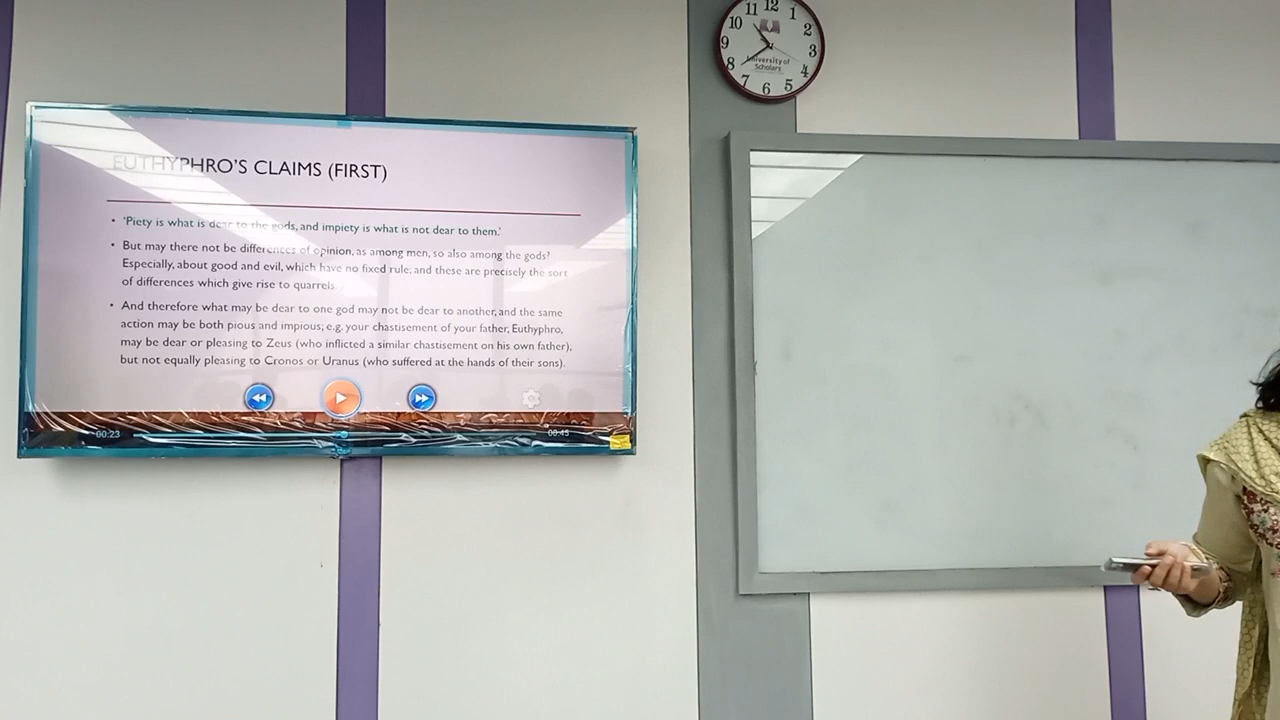 EUTHYPHRO'S CLAIMS (FIRST)
• 'Piety is what is dear to the gods, and impiety is what is not dear to them.'
• But may there not be differences of opinion, as among men, so also among the gods?
Especially, about good and evil, which have no fixed rule; and these are precisely the sort
of differences which give rise to quarrels.
• And therefore what may be dear to one god may not be dear to another, and the same
action may be both pious and impious; e.g. your chastisement of your father, Euthyphro,
may be dear or pleasing to Zeus (who inflicted a similar chastisement on his own father),
but not equally pleasing to Cronos or Uranus (who suffered at the hands of their sons).
00:23
00:45
12
1
2
3
4
5
6
7
8
9
10
11
University of
Scholars